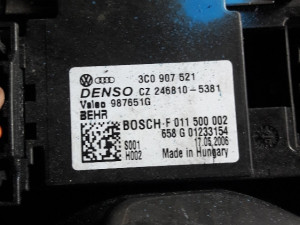 3C0 907 521
DENSO CZ 246810-5381
Valeo 987651G
BEHR
BOSCH-F 011 500 002
658 G 01233154
17.05.2006
S001
H002
Made in Hungary